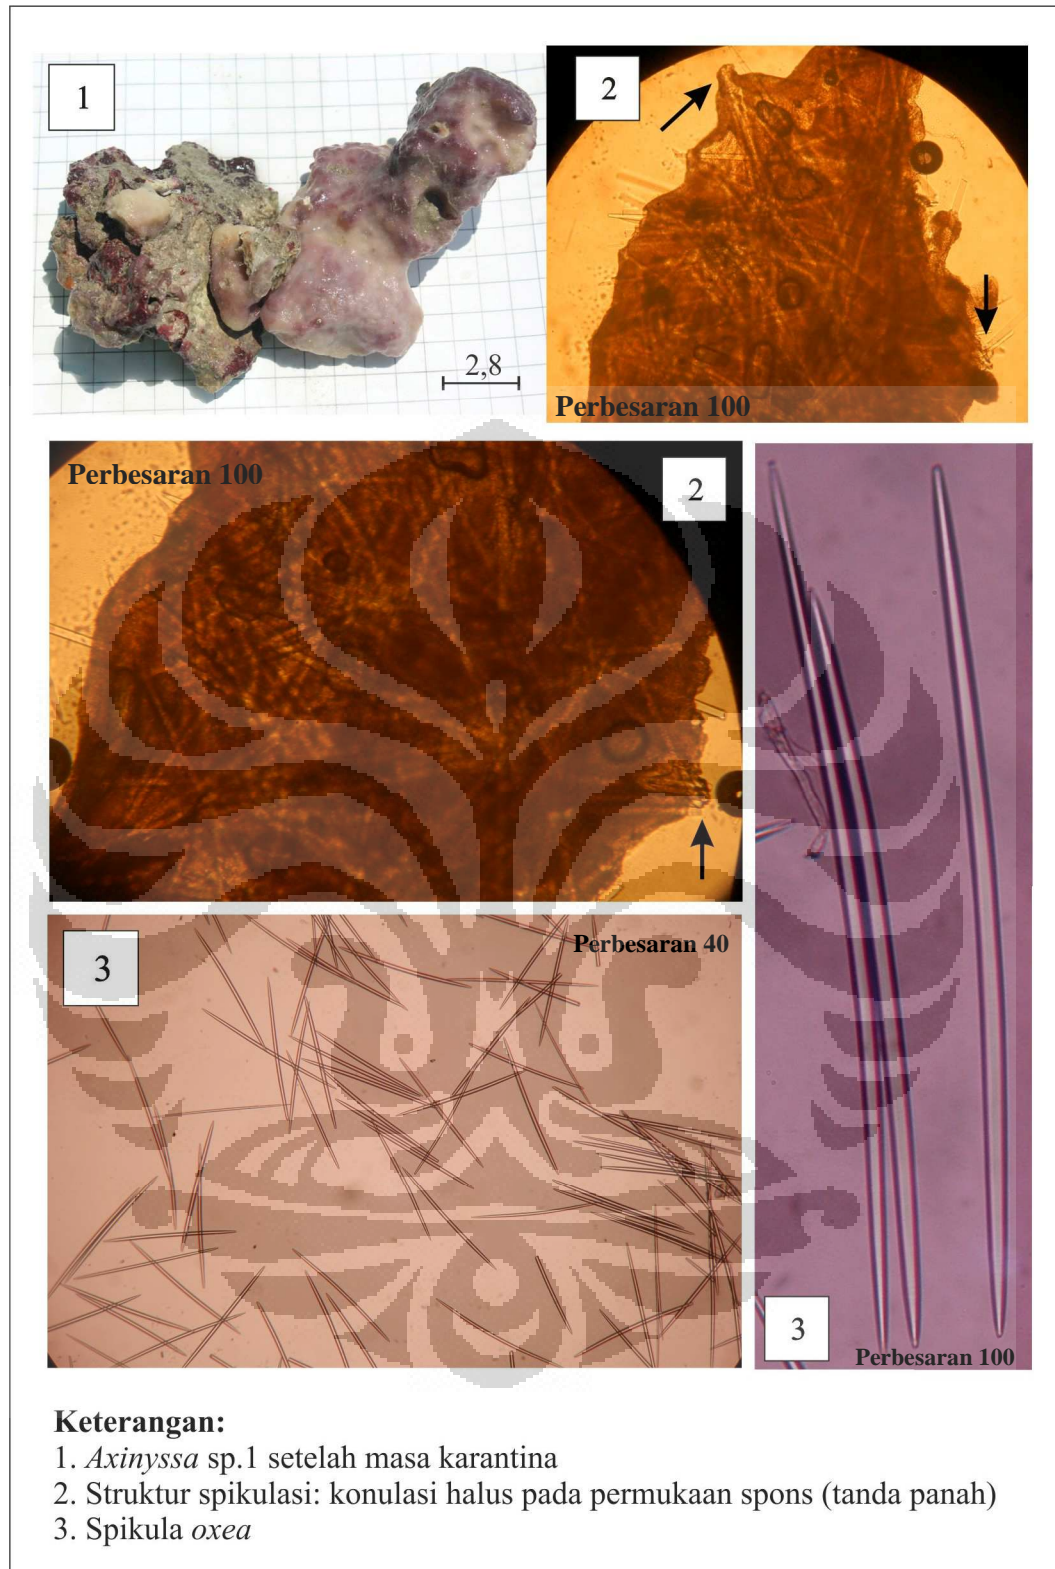 1
2
2,8
Perbesaran 100
Perbesaran 100
2
3
Perbesaran 40
3
Perbesaran 100
Keterangan:
1. Axinyssa sp.1 setelah masa karantina
2. Struktur spikulasi: konulasi halus pada permukaan spons (tanda panah)
3. Spikula oxea